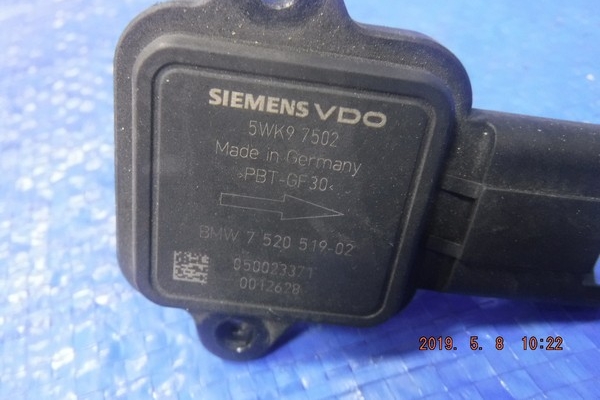 SIEMENS VDO
5WK9 7502
Made in Germany
>PBT-GF30<
BMW 7 520 519-02
050023371
0012628
2019. 5. 8 10:22